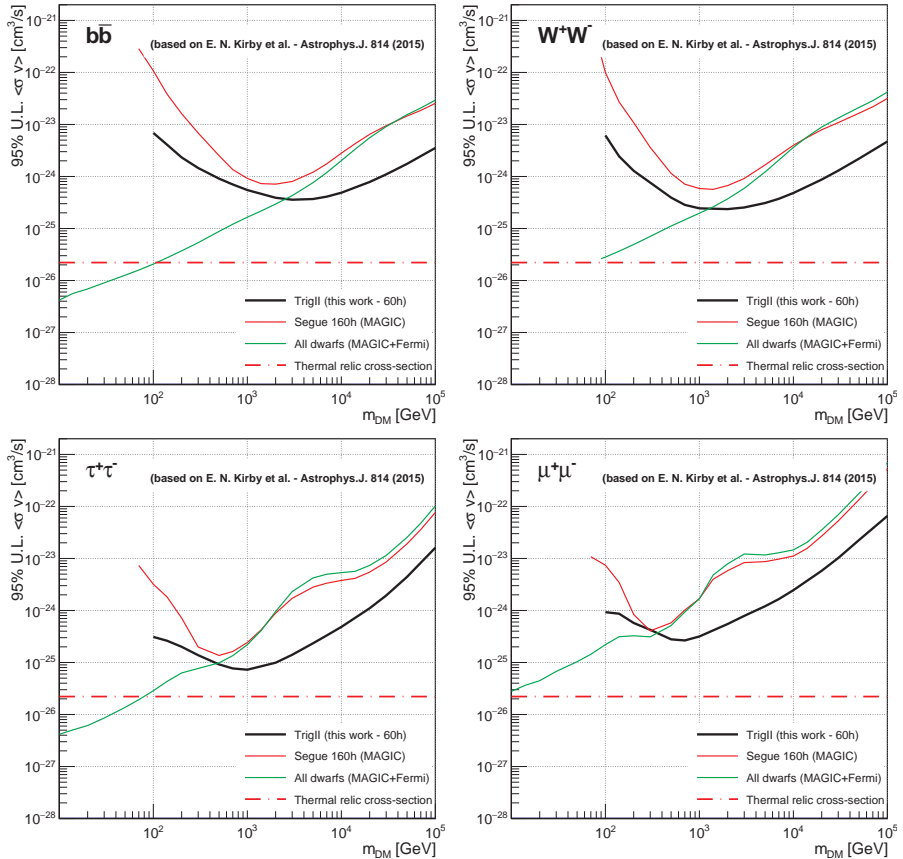 bb̅
(based on E. N. Kirby et al. - Astrophys.J. 814 (2015)
95% U.L. <σ v> [cm³/s]
10⁻²¹
10⁻²²
10⁻²³
10⁻²⁴
10⁻²⁵
10⁻²⁶
10⁻²⁷
10⁻²⁸
TrigII (this work - 60h)
Segue 160h (MAGIC)
All dwarfs (MAGIC+Fermi)
Thermal relic cross-section
10² 10³ 10⁴ 10⁵
m_DM [GeV]
W⁺W⁻
(based on E. N. Kirby et al. - Astrophys.J. 814 (2015)
95% U.L. <σ v> [cm³/s]
10⁻²¹
10⁻²²
10⁻²³
10⁻²⁴
10⁻²⁵
10⁻²⁶
10⁻²⁷
10⁻²⁸
TrigII (this work - 60h)
Segue 160h (MAGIC)
All dwarfs (MAGIC+Fermi)
Thermal relic cross-section
10² 10³ 10⁴ 10⁵
m_DM [GeV]
τ⁺τ⁻
(based on E. N. Kirby et al. - Astrophys.J. 814 (2015)
95% U.L. <σ v> [cm³/s]
10⁻²¹
10⁻²²
10⁻²³
10⁻²⁴
10⁻²⁵
10⁻²⁶
10⁻²⁷
10⁻²⁸
TrigII (this work - 60h)
Segue 160h (MAGIC)
All dwarfs (MAGIC+Fermi)
Thermal relic cross-section
10² 10³ 10⁴ 10⁵
m_DM [GeV]
μ⁺μ⁻
(based on E. N. Kirby et al. - Astrophys.J. 814 (2015)
95% U.L. <σ v> [cm³/s]
10⁻²¹
10⁻²²
10⁻²³
10⁻²⁴
10⁻²⁵
10⁻²⁶
10⁻²⁷
10⁻²⁸
TrigII (this work - 60h)
Segue 160h (MAGIC)
All dwarfs (MAGIC+Fermi)
Thermal relic cross-section
10² 10³ 10⁴ 10⁵
m_DM [GeV]